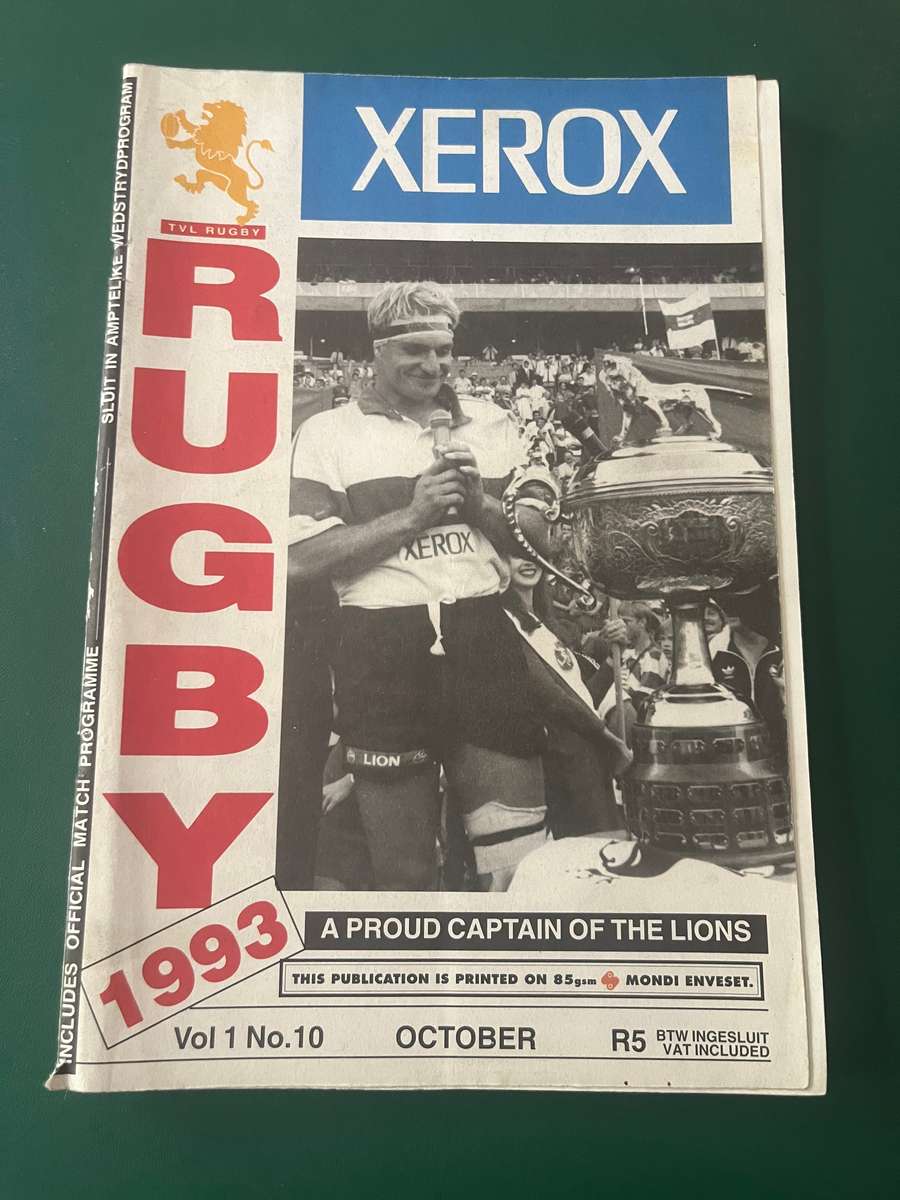 XEROX
TVL RUGBY
RUGBY
1993
SLUIT IN AMPTELIKE WEDSTRYDPROGRAM
INCLUDES OFFICIAL MATCH PROGRAMME
XEROX
LION
A PROUD CAPTAIN OF THE LIONS
THIS PUBLICATION IS PRINTED ON 85gsm MONDI ENVESET.
Vol 1 No.10 OCTOBER R5 BTW INGESLUIT
VAT INCLUDED